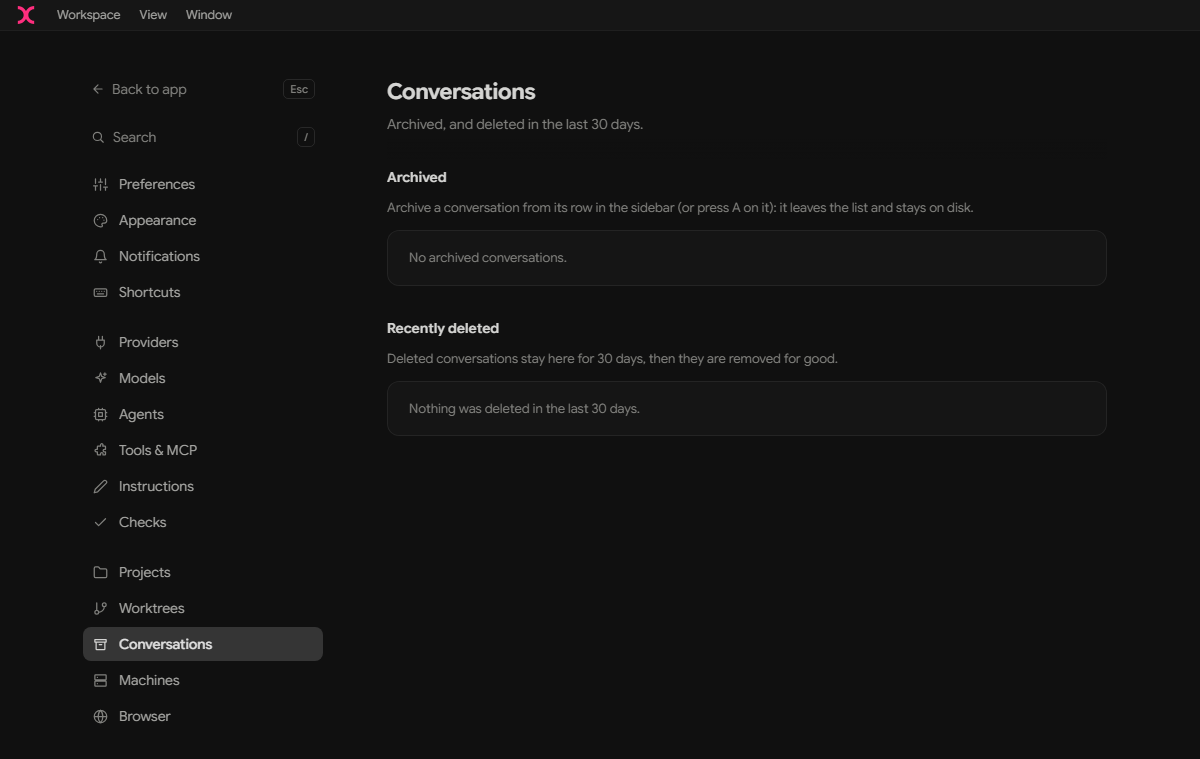 Workspace View Window
Back to app Esc
Search /
Preferences
Appearance
Notifications
Shortcuts
Providers
Models
Agents
Tools & MCP
Instructions
Checks
Projects
Worktrees
Conversations
Machines
Browser
Conversations
Archived, and deleted in the last 30 days.
Archived
Archive a conversation from its row in the sidebar (or press A on it): it leaves the list and stays on disk.
No archived conversations.
Recently deleted
Deleted conversations stay here for 30 days, then they are removed for good.
Nothing was deleted in the last 30 days.